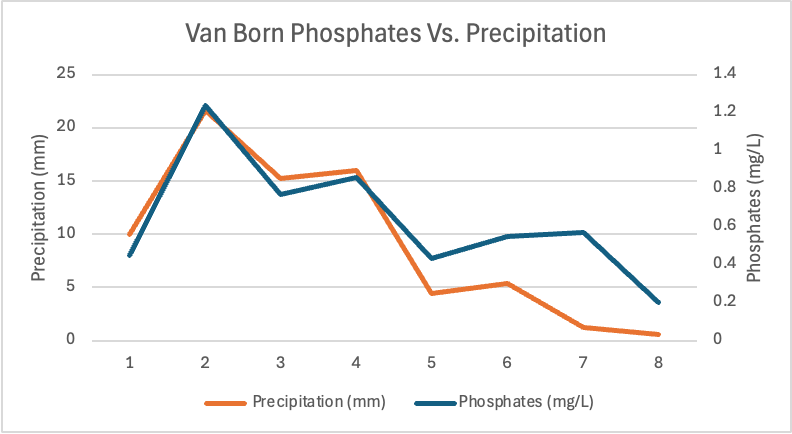 Van Born Phosphates Vs. Precipitation
25
20
15
10
5
0
Precipitation (mm)
1.4
1.2
1
0.8
0.6
0.4
0.2
0
Phosphates (mg/L)
1 2 3 4 5 6 7 8
Precipitation (mm) Phosphates (mg/L)